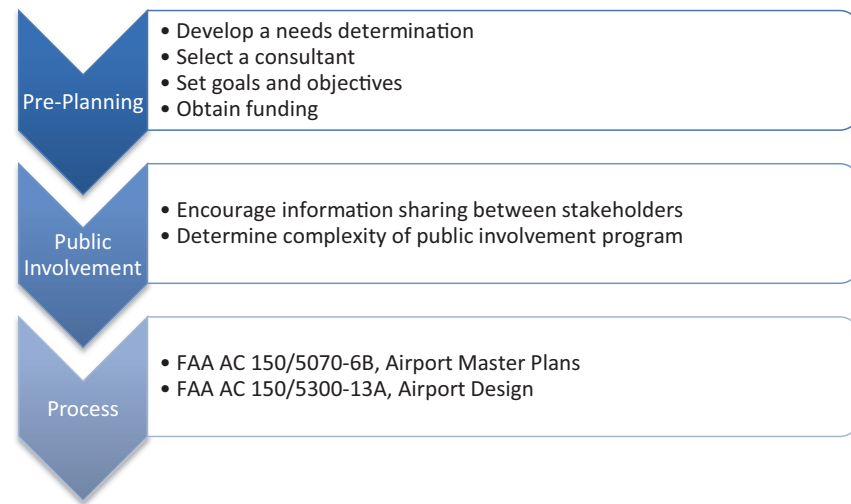 Pre-Planning
• Develop a needs determination
• Select a consultant
• Set goals and objectives
• Obtain funding
Public
Involvement
• Encourage information sharing between stakeholders
• Determine complexity of public involvement program
Process
• FAA AC 150/5070-6B, Airport Master Plans
• FAA AC 150/5300-13A, Airport Design